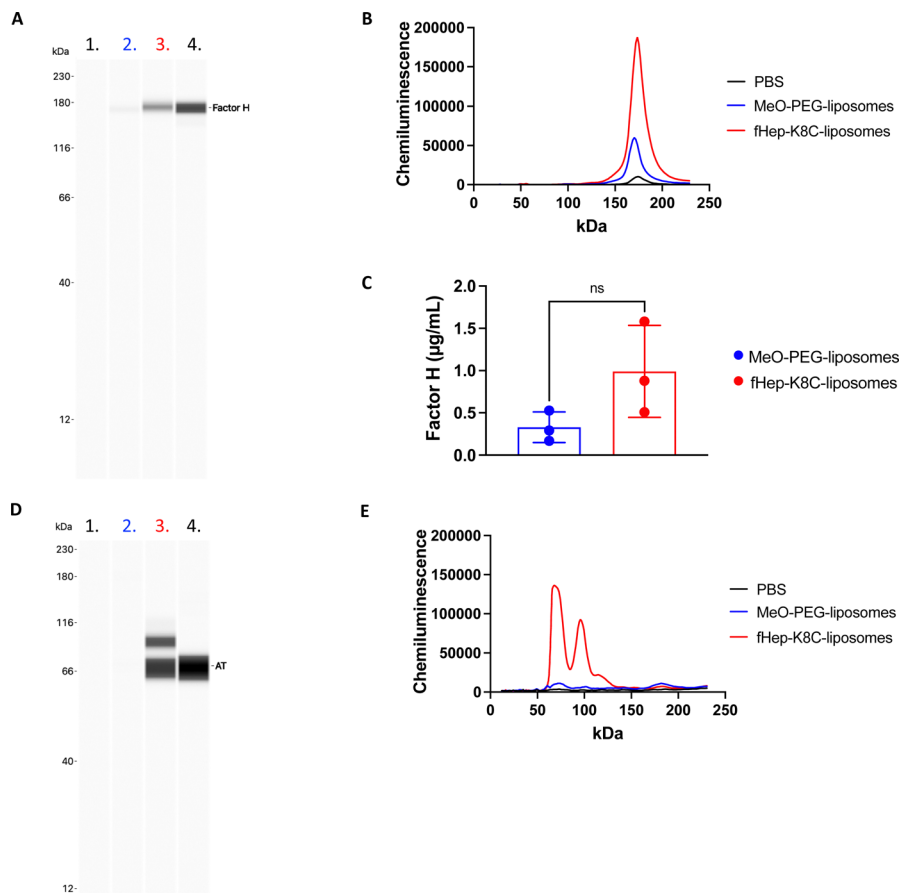 A
kDa 1. 2. 3. 4.
230-
180-
-Factor H
116-
66-
40-
12-
B
200000
150000
100000
50000
0
Chemiluminescence
0 50 100 150 200 250
kDa
PBS
MeO-PEG-liposomes
fHep-K8C-liposomes
C
ns
2.0
1.5
1.0
0.5
0.0
Factor H (µg/mL)
MeO-PEG-liposomes
fHep-K8C-liposomes
D
kDa 1. 2. 3. 4.
230-
180-
116-
66-
-AT
40-
12-
E
200000
150000
100000
50000
0
Chemiluminescence
0 50 100 150 200 250
kDa
PBS
MeO-PEG-liposomes
fHep-K8C-liposomes